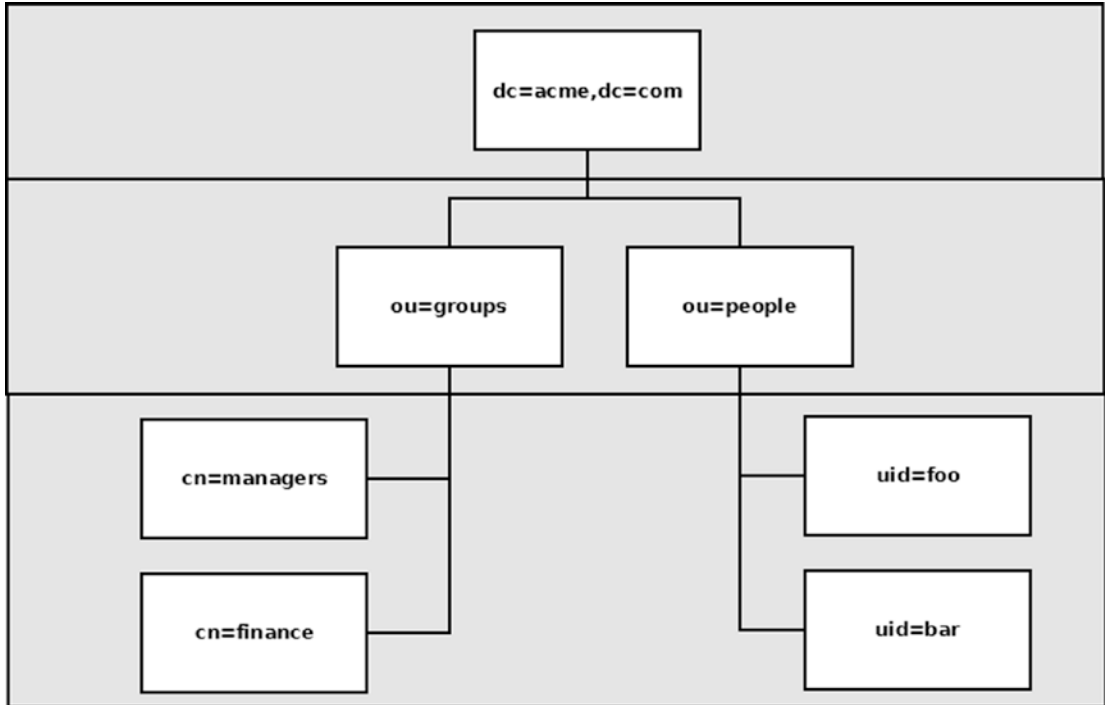 dc=acme,dc=com
ou=groups
ou=people
cn=managers
uid=foo
cn=finance
uid=bar